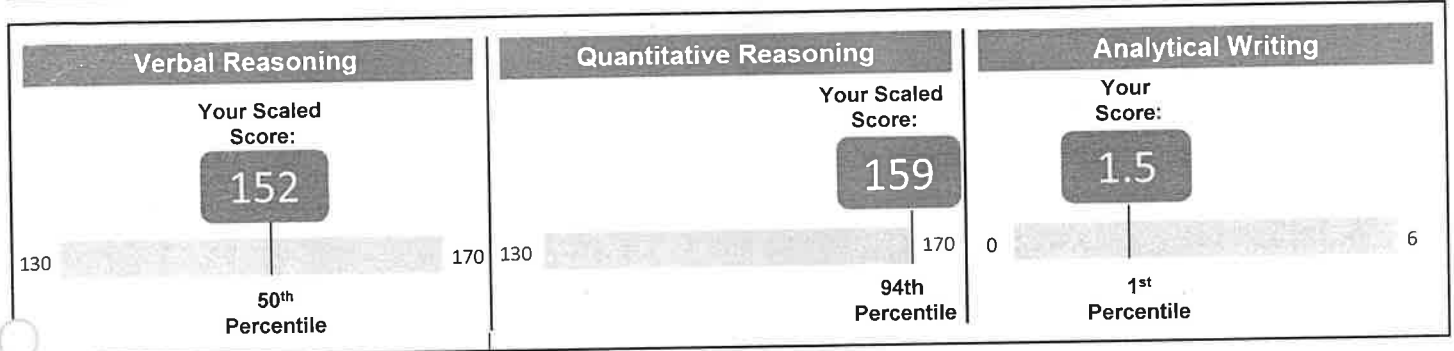 Verbal Reasoning
Your Scaled
Score:
152
130
170
50th
Percentile
Quantitative Reasoning
Your Scaled
Score:
159
130
170
94th
Percentile
Analytical Writing
Your
Score:
1.5
0
6
1st
Percentile